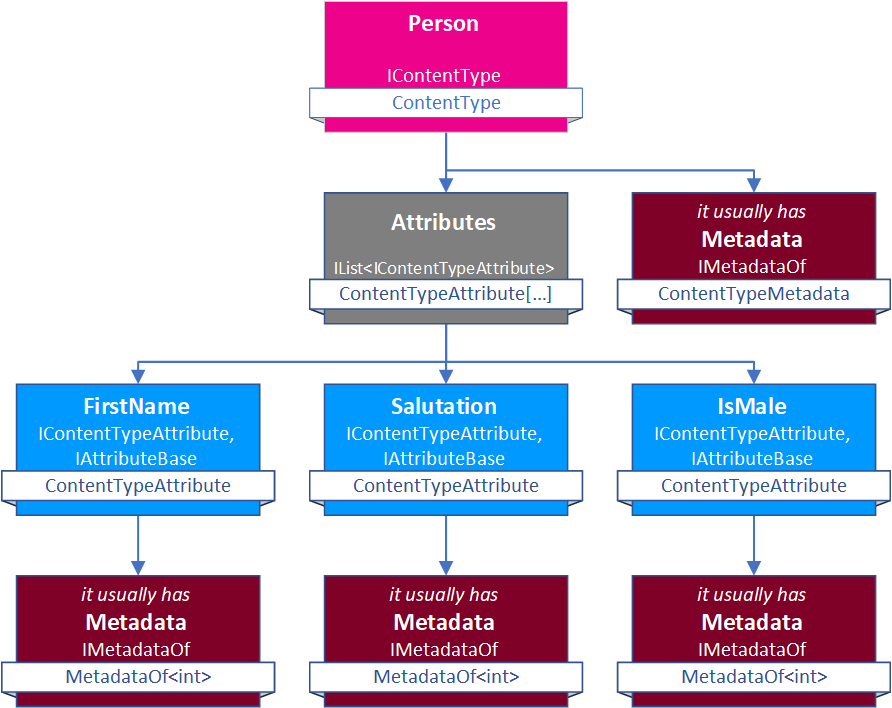 Person
IContentType
ContentType
Attributes
IList<IContentTypeAttribute>
ContentTypeAttribute[...]
it usually has
Metadata
IMetadataOf
ContentTypeMetadata
FirstName
IContentTypeAttribute,
IAttributeBase
ContentTypeAttribute
Salutation
IContentTypeAttribute,
IAttributeBase
ContentTypeAttribute
IsMale
IContentTypeAttribute,
IAttributeBase
ContentTypeAttribute
it usually has
Metadata
IMetadataOf
MetadataOf<int>
it usually has
Metadata
IMetadataOf
MetadataOf<int>
it usually has
Metadata
IMetadataOf
MetadataOf<int>